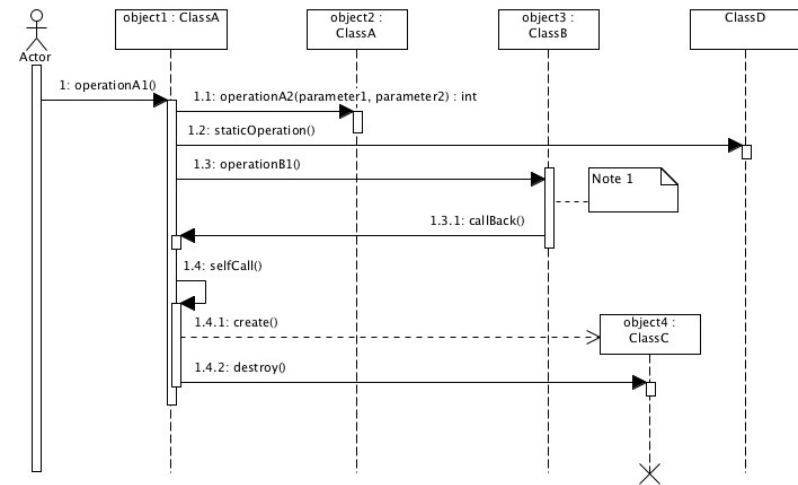 object1 : ClassA
object2 :
ClassA
object3 :
ClassB
ClassD
Actor
1: operationA1()
1.1: operationA2(parameter1, parameter2) : int
1.2: staticOperation()
1.3: operationB1()
Note 1
1.3.1: callBack()
1.4: selfCall()
1.4.1: create()
object4 :
ClassC
1.4.2: destroy()